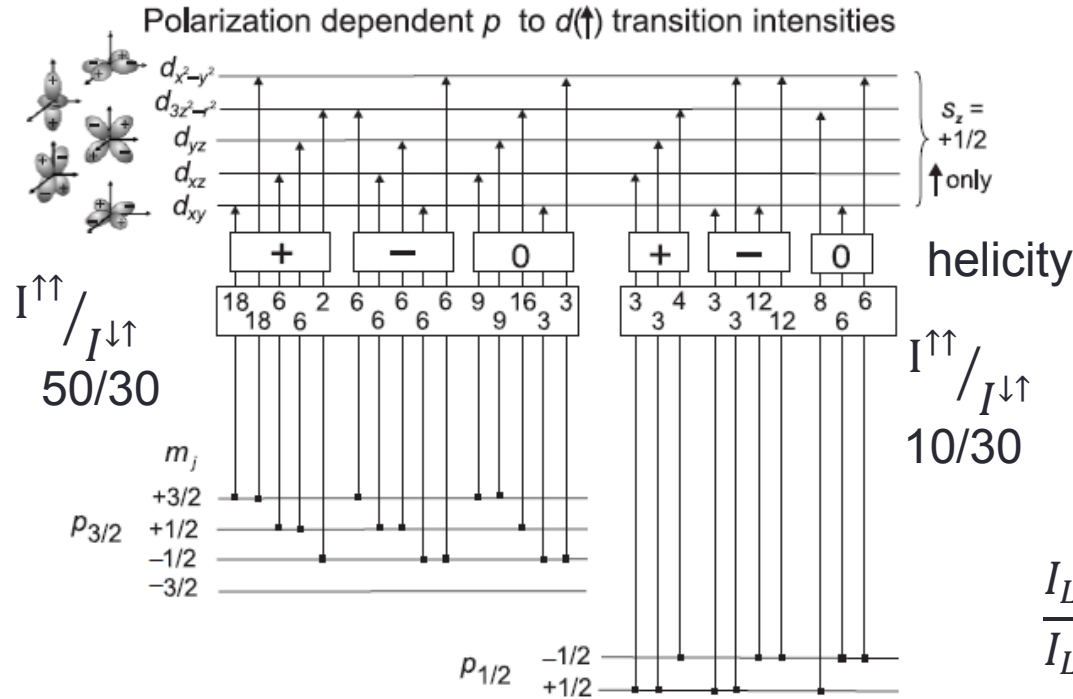 Polarization dependent p to d(↑) transition intensities
d_{x²−y²}
d_{3z²−r²}
d_{yz}
d_{xz}
d_{xy}
s_z =
+1/2
↑ only
+ − 0 + − 0
helicity
18 6 2 6 6 6 9 16 3 3 4 3 12 8 6
18 6 6 6 9 3 3 3 12 6
I^{↑↑}/I^{↓↑}
50/30
I^{↑↑}/I^{↓↑}
10/30
m_j
+3/2
p_{3/2} +1/2
−1/2
−3/2
p_{1/2} −1/2
+1/2
I_L
I_L